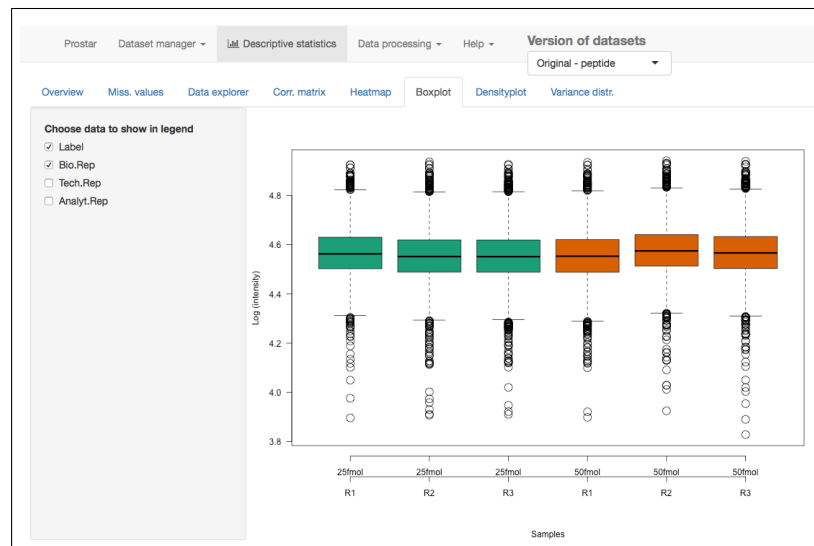 Prostar Dataset manager Descriptive statistics Data processing Help Version of datasets
Original - peptide
Overview Miss. values Data explorer Corr. matrix Heatmap Boxplot Densityplot Variance distr.
Choose data to show in legend
Label
Bio.Rep
Tech.Rep
Analyt.Rep
Log (intensity)
4.8
4.6
4.4
4.2
4.0
3.8
25fmol 25fmol 25fmol 50fmol 50fmol 50fmol
R1 R2 R3 R1 R2 R3
Samples